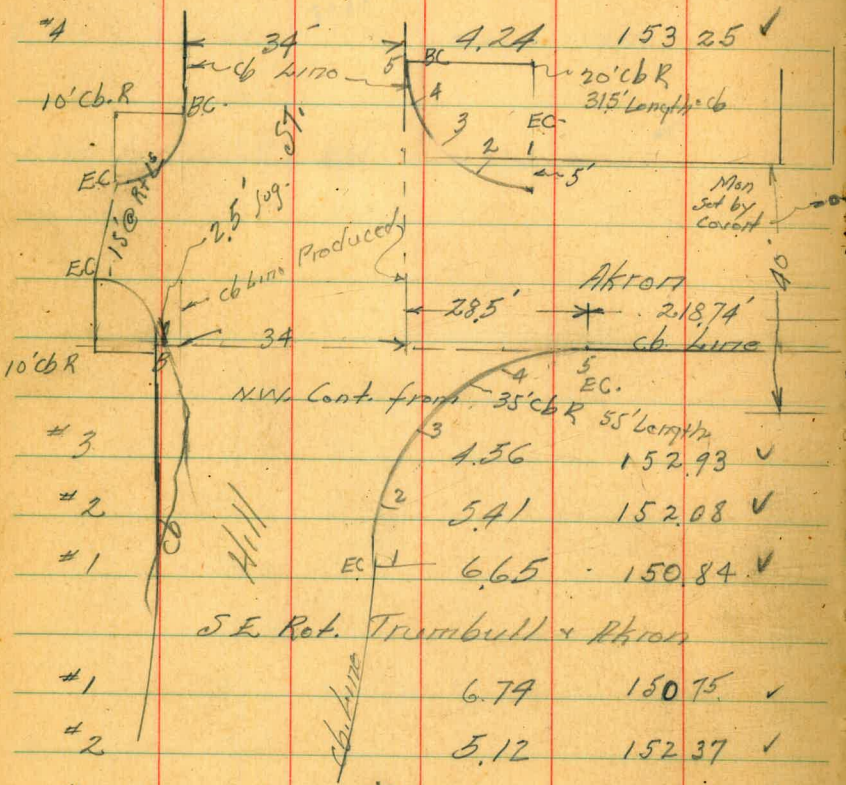 #4 34' 4.24 153 25 ✓
cb Line 5 BC 20' cb R
4 315' Length cb
10' Cb. R BC. 3 EC
St. 2 1
EC 5'
15' @ Rt Ls Mon
set by
2.5' Jog
cb Line Produced
EC Akron 40'
28.5' 218.74'
34 cb Line
10' cb R 5 4 5
EC.
N.W. Cont. from 35' Cb R 55' Length
#3 3 4.56 152.93 ✓
#2 2 5.41 152.08 ✓
Cb Hill
#1 EC 1 6.65 150.84 ✓
S E Ret. Trumbull & Akron
#1 6.74 150 75 ✓
cb. Line
#2 5.12 152 37 ✓